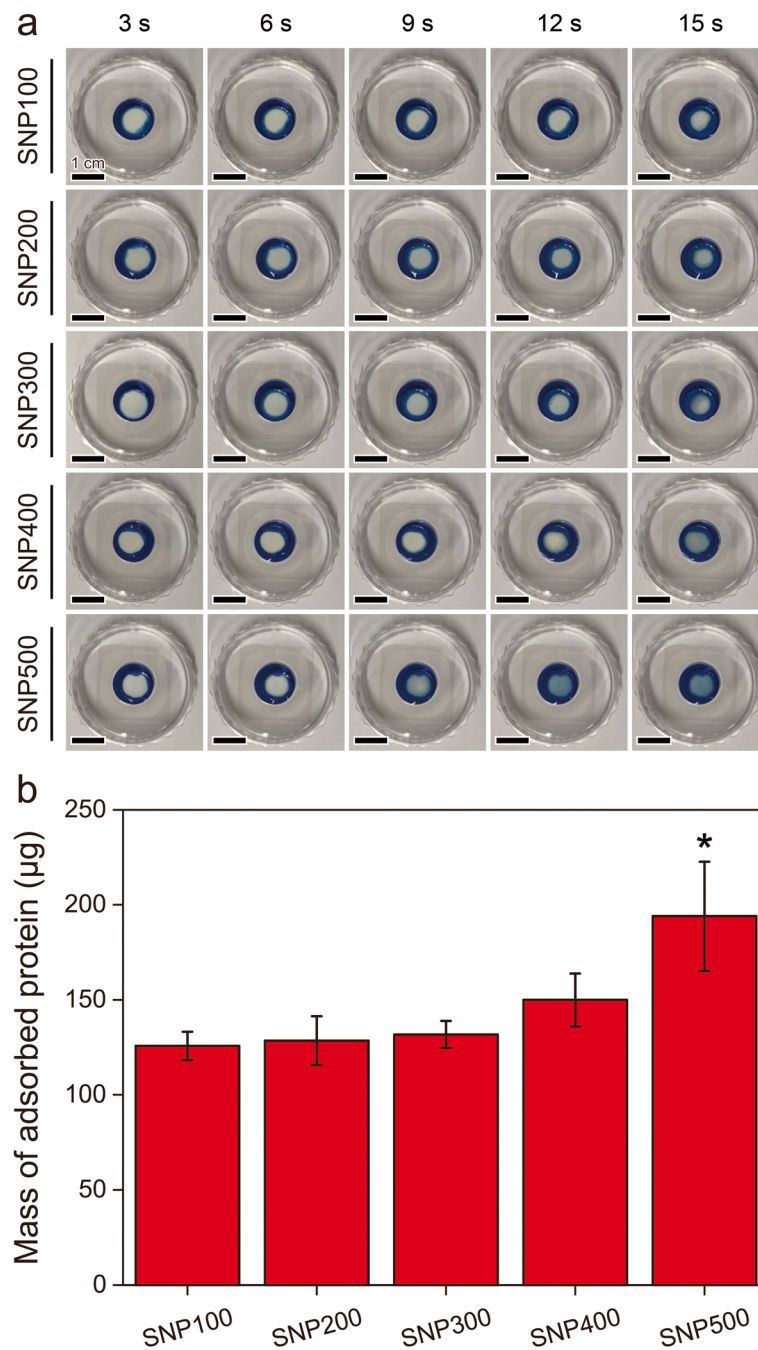 a
3 s 6 s 9 s 12 s 15 s
SNP100
1 cm
SNP200
SNP300
SNP400
SNP500
b
Mass of adsorbed protein (µg)
250
200
150
100
50
0
*
SNP100 SNP200 SNP300 SNP400 SNP500